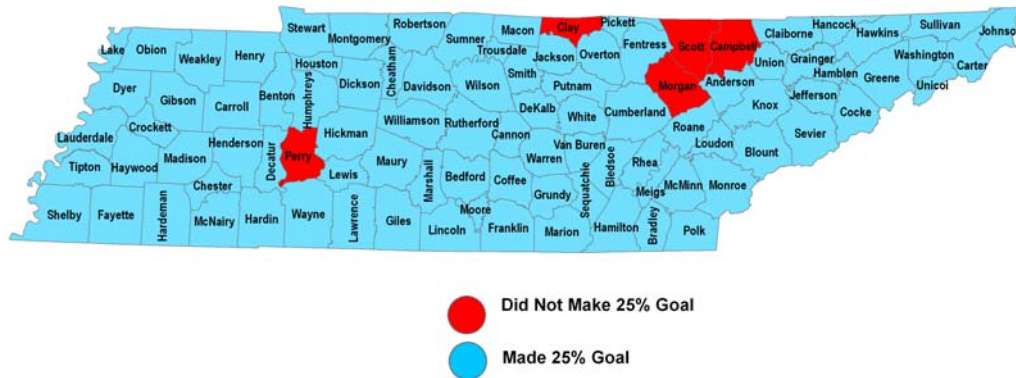 Lake
Obion
Weakley
Henry
Stewart
Montgomery
Robertson
Sumner
Macon
Clay
Pickett
Trousdale
Jackson
Overton
Fentress
Scott
Campbell
Claiborne
Hancock
Hawkins
Sullivan
Johnson
Washington
Carter
Unicoi
Greene
Hamblen
Grainger
Union
Anderson
Morgan
Jefferson
Cocke
Knox
Sevier
Blount
Loudon
Roane
Cumberland
Putnam
Smith
DeKalb
White
Wilson
Davidson
Cheatham
Dickson
Houston
Humphreys
Benton
Carroll
Gibson
Dyer
Lauderdale
Crockett
Tipton
Haywood
Madison
Henderson
Decatur
Perry
Hickman
Williamson
Rutherford
Cannon
Van Buren
Warren
Bledsoe
Rhea
Meigs
McMinn
Monroe
Polk
Bradley
Hamilton
Sequatchie
Marion
Grundy
Coffee
Bedford
Moore
Franklin
Lincoln
Marshall
Maury
Lewis
Giles
Lawrence
Wayne
Hardin
McNairy
Chester
Hardeman
Fayette
Shelby
Did Not Make 25% Goal
Made 25% Goal